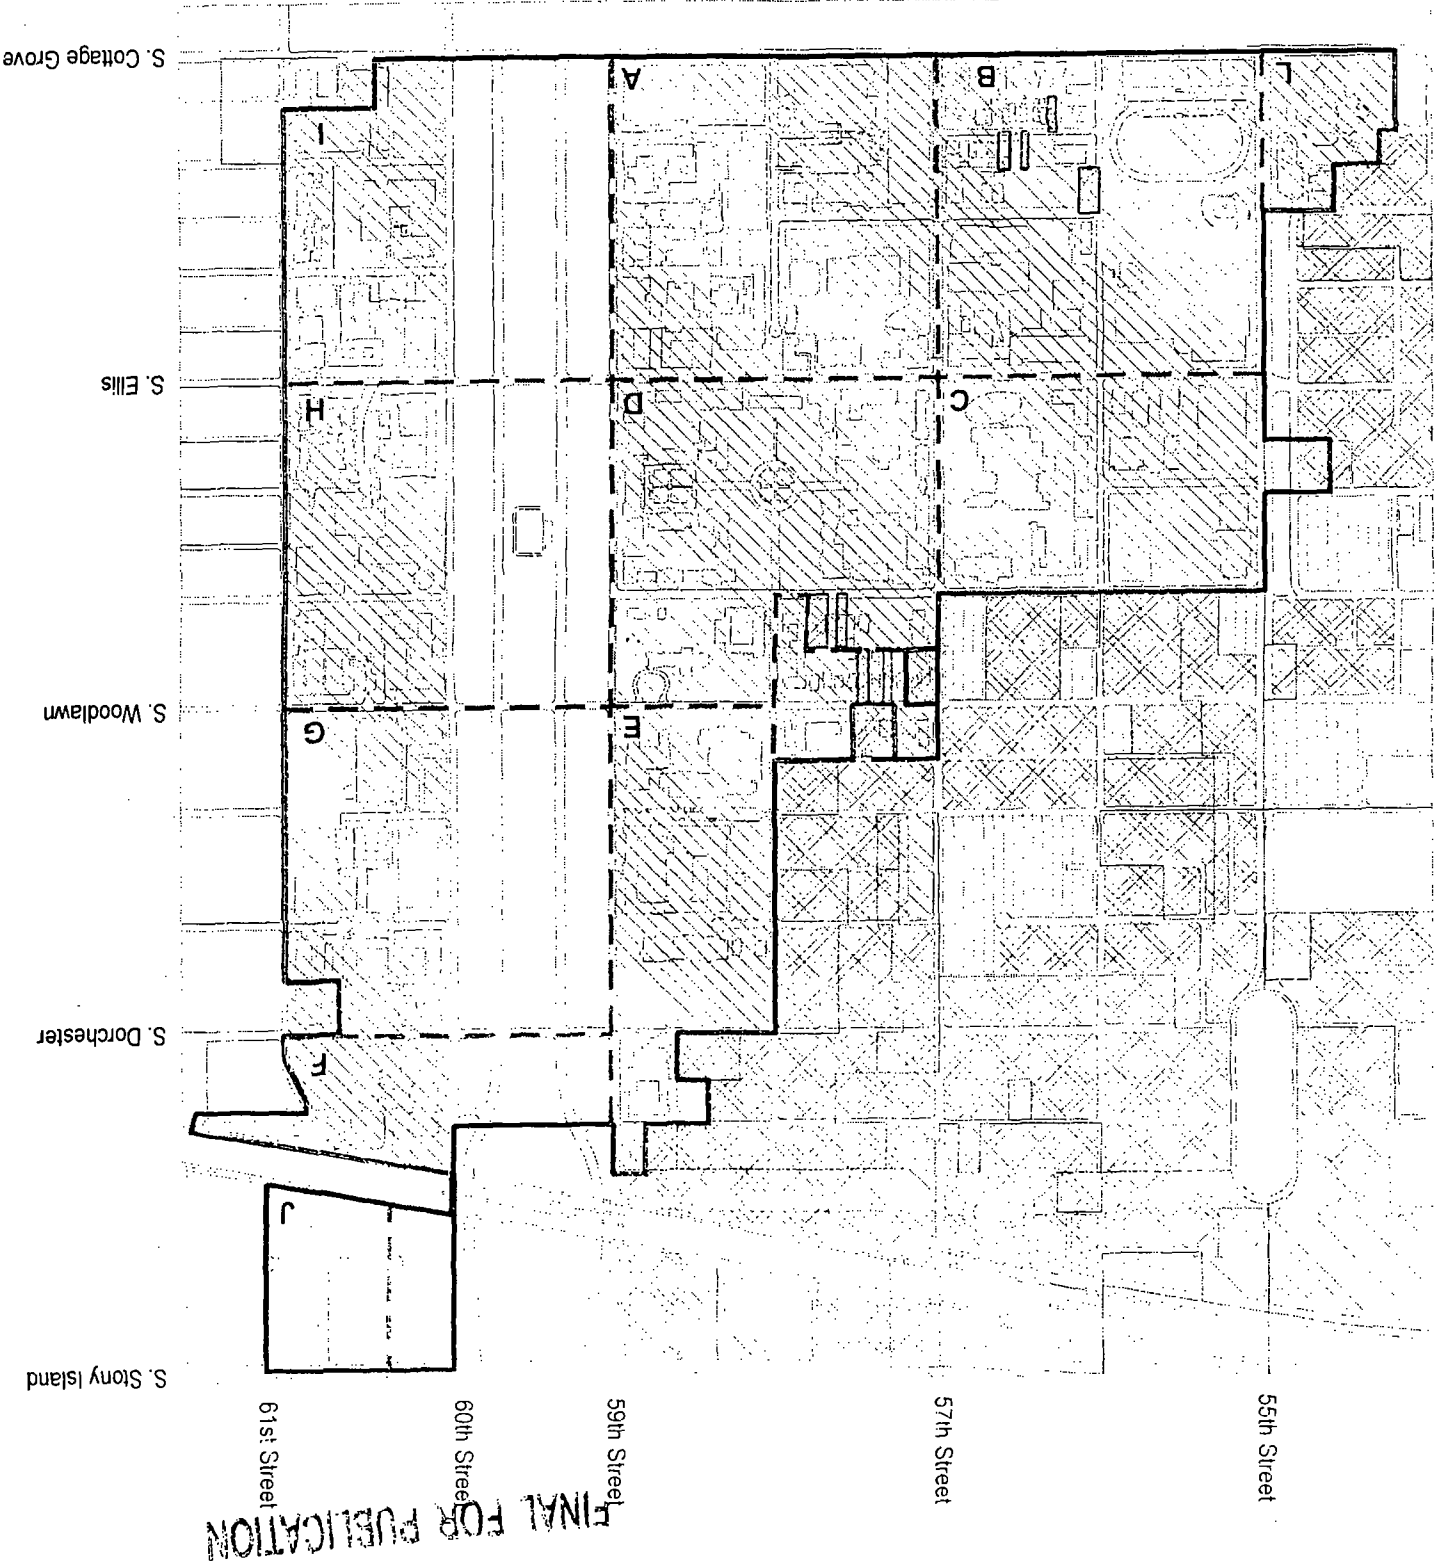 FINAL FOR PUBLICATION
55th Street
57th Street
59th Street
60th Street
61st Street
S. Stony Island
J
F
S. Dorchester
E
G
S. Woodlawn
C
D
H
S. Ellis
L
B
A
I
S. Cottage Grove